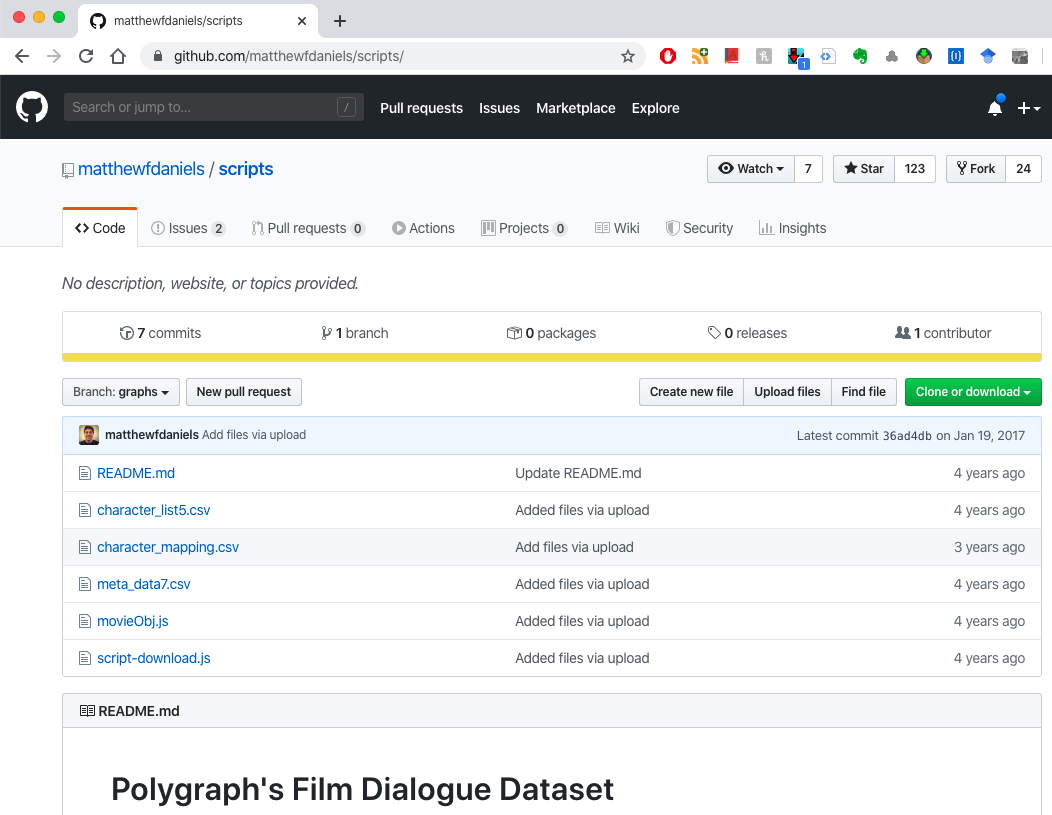 matthewfdaniels/scripts
github.com/matthewfdaniels/scripts/
1
Search or jump to… / Pull requests Issues Marketplace Explore
matthewfdaniels / scripts Watch 7 Star 123 Fork 24
Code Issues 2 Pull requests 0 Actions Projects 0 Wiki Security Insights
No description, website, or topics provided.
7 commits 1 branch 0 packages 0 releases 1 contributor
Branch: graphs New pull request Create new file Upload files Find file Clone or download
matthewfdaniels Add files via upload Latest commit 36ad4db on Jan 19, 2017
README.md Update README.md 4 years ago
character_list5.csv Added files via upload 4 years ago
character_mapping.csv Add files via upload 3 years ago
meta_data7.csv Added files via upload 4 years ago
movieObj.js Added files via upload 4 years ago
script-download.js Added files via upload 4 years ago
README.md
Polygraph's Film Dialogue Dataset